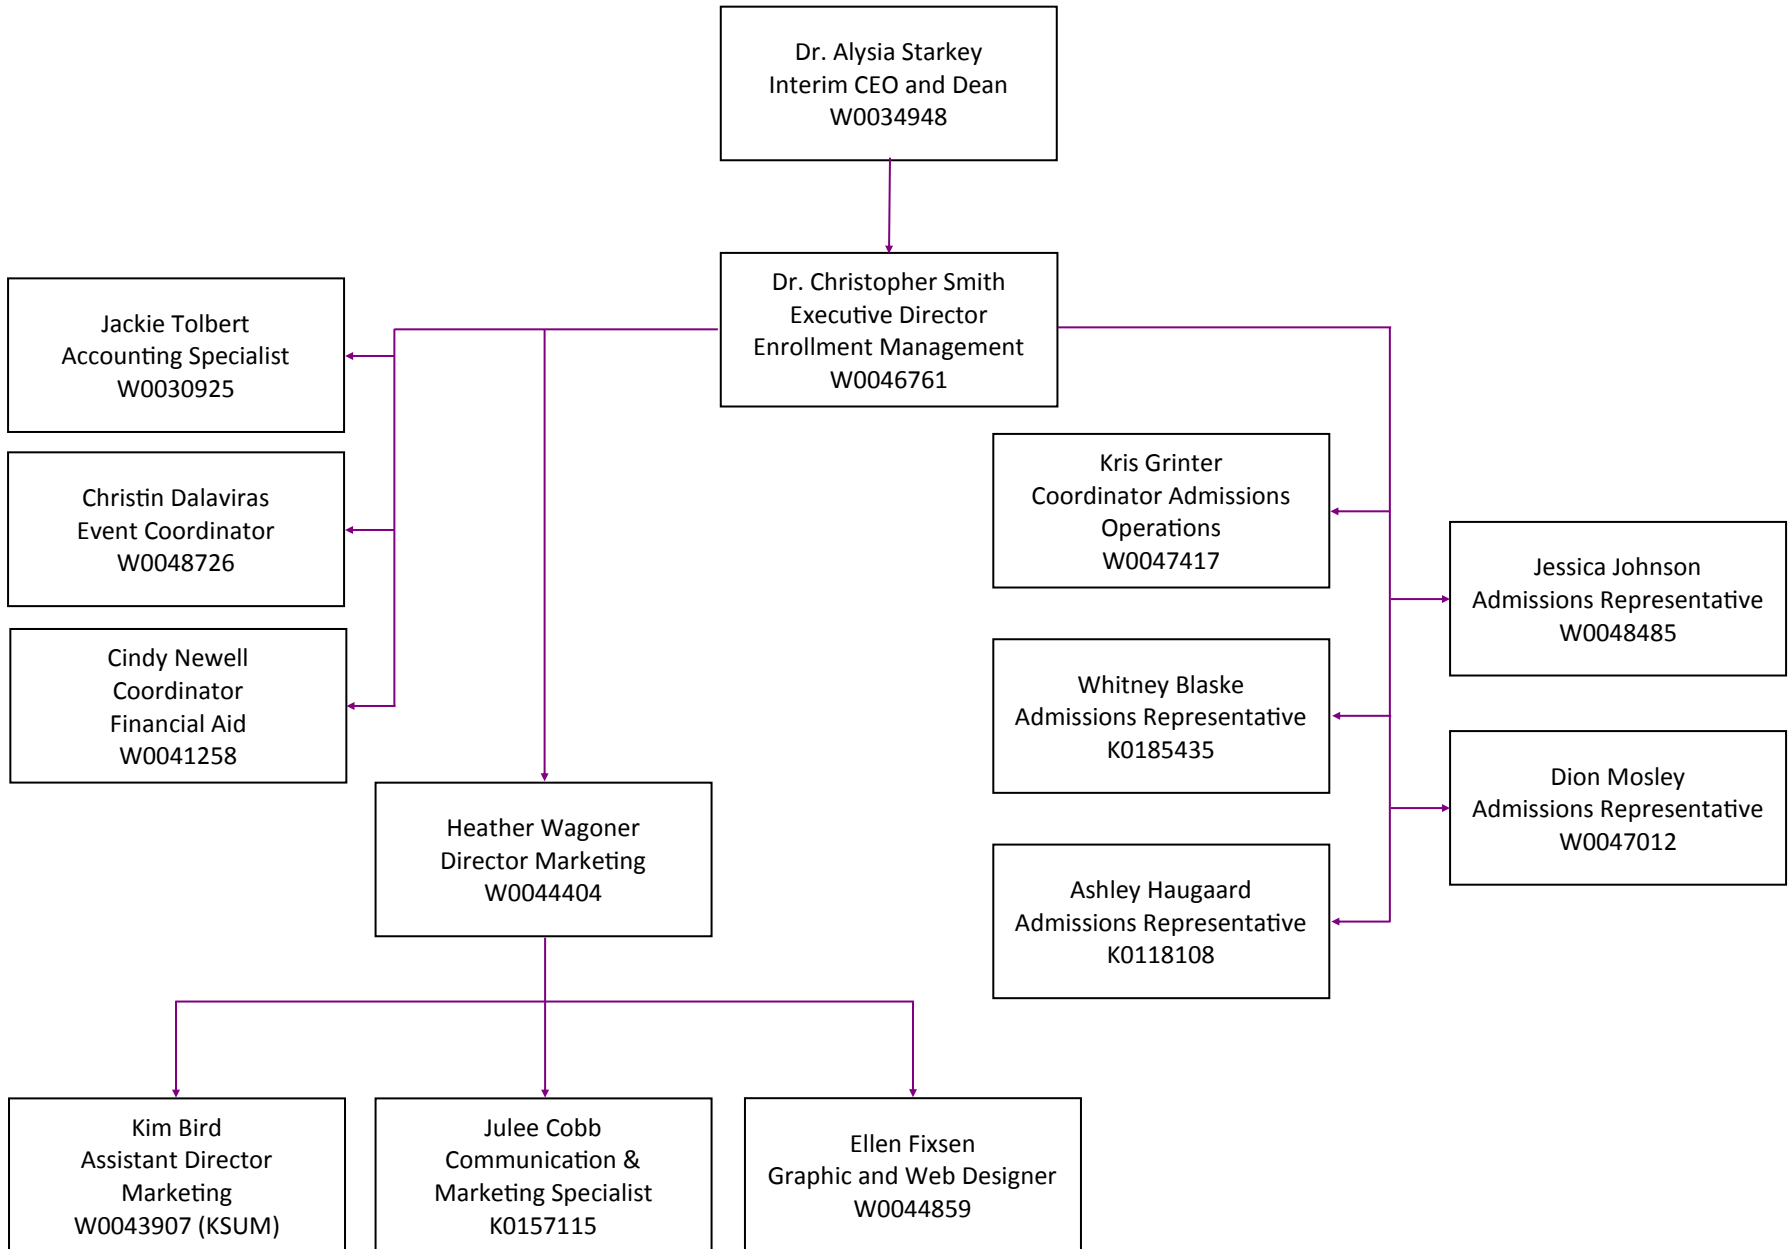 Dr. Alysia Starkey
Interim CEO and Dean
W0034948
Dr. Christopher Smith
Executive Director
Enrollment Management
W0046761
Jackie Tolbert
Accounting Specialist
W0030925
Christin Dalaviras
Event Coordinator
W0048726
Cindy Newell
Coordinator
Financial Aid
W0041258
Kris Grinter
Coordinator Admissions
Operations
W0047417
Jessica Johnson
Admissions Representative
W0048485
Whitney Blaske
Admissions Representative
K0185435
Dion Mosley
Admissions Representative
W0047012
Heather Wagoner
Director Marketing
W0044404
Ashley Haugaard
Admissions Representative
K0118108
Kim Bird
Assistant Director
Marketing
W0043907 (KSUM)
Julee Cobb
Communication &
Marketing Specialist
K0157115
Ellen Fixsen
Graphic and Web Designer
W0044859